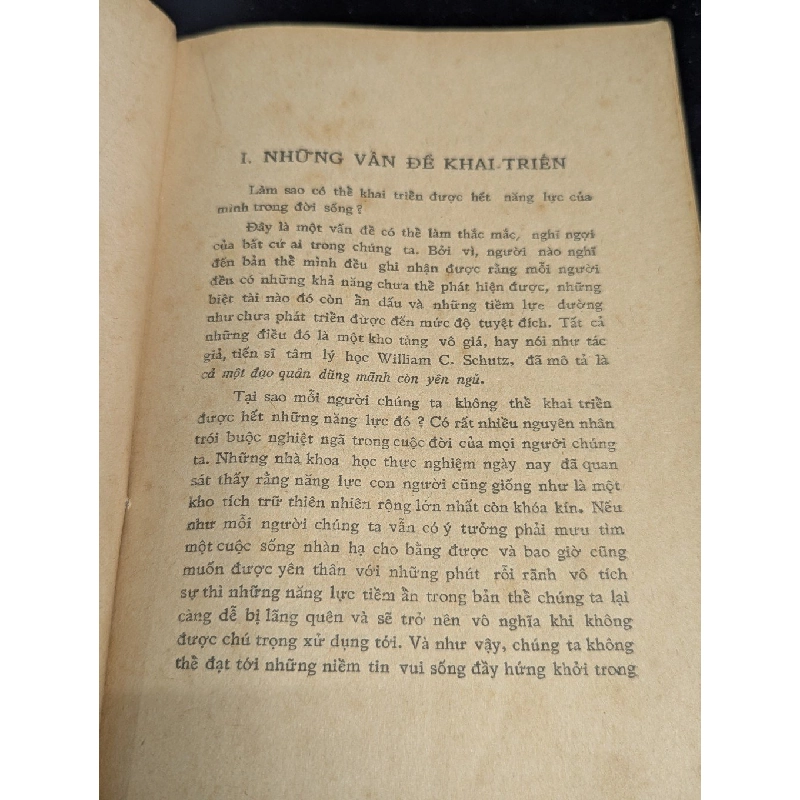 I. NHỮNG VẤN ĐỀ KHAI-TRIỂN
Làm sao có thể khai triển được hết năng lực của
mình trong đời sống ?
Đây là một vấn đề có thể làm thắc mắc, nghĩ ngợi
của bất cứ ai trong chúng ta. Bởi vì, người nào nghĩ
đến bản thể mình đều ghi nhận được rằng mỗi người
đều có những khả năng chưa thể phát hiện được, những
biệt tài nào đó còn ẩn dấu và những tiềm lực dường
như chưa phát triển được đến mức độ tuyệt đích. Tất cả
những điều đó là một kho tàng vô giá, hay nói như tác
giả, tiến sĩ tâm lý học William C. Schutz, đã mô tả là
cả một đạo quân dũng mãnh còn yên ngủ.
Tại sao mỗi người chúng ta không thể khai triển
được hết những năng lực đó ? Có rất nhiều nguyên nhân
trói buộc nghiệt ngã trong cuộc đời của mọi người chúng
ta. Những nhà khoa học thực nghiệm ngày nay đã quan
sát thấy rằng năng lực con người cũng giống như là một
kho tích trữ thiên nhiên rộng lớn nhất còn khóa kín. Nếu
như mỗi người chúng ta vẫn có ý tưởng phải mưu tìm
một cuộc sống nhàn hạ cho bằng được và bao giờ cũng
muốn được yên thân với những phút rỗi rãnh vô tích
sự thì những năng lực tiềm ẩn trong bản thể chúng ta lại
càng dễ bị lãng quên và sẽ trở nên vô nghĩa khi không
được chú trọng xử dụng tới. Và như vậy, chúng ta không
thể đạt tới những niềm tin vui sống đầy hứng khởi trong